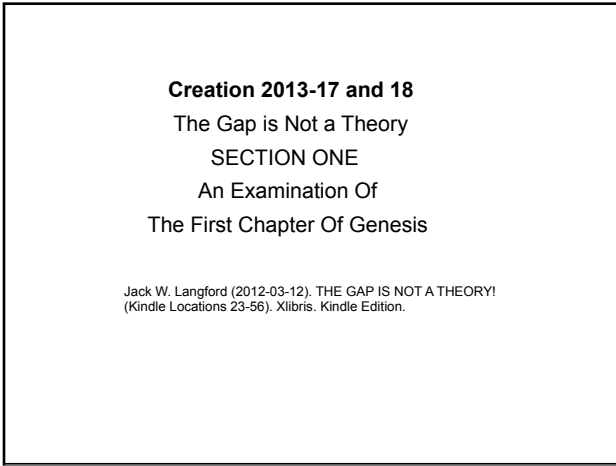 Creation 2013-17 and 18
The Gap is Not a Theory
SECTION ONE
An Examination Of
The First Chapter Of Genesis
Jack W. Langford (2012-03-12). THE GAP IS NOT A THEORY!
(Kindle Locations 23-56). Xlibris. Kindle Edition.